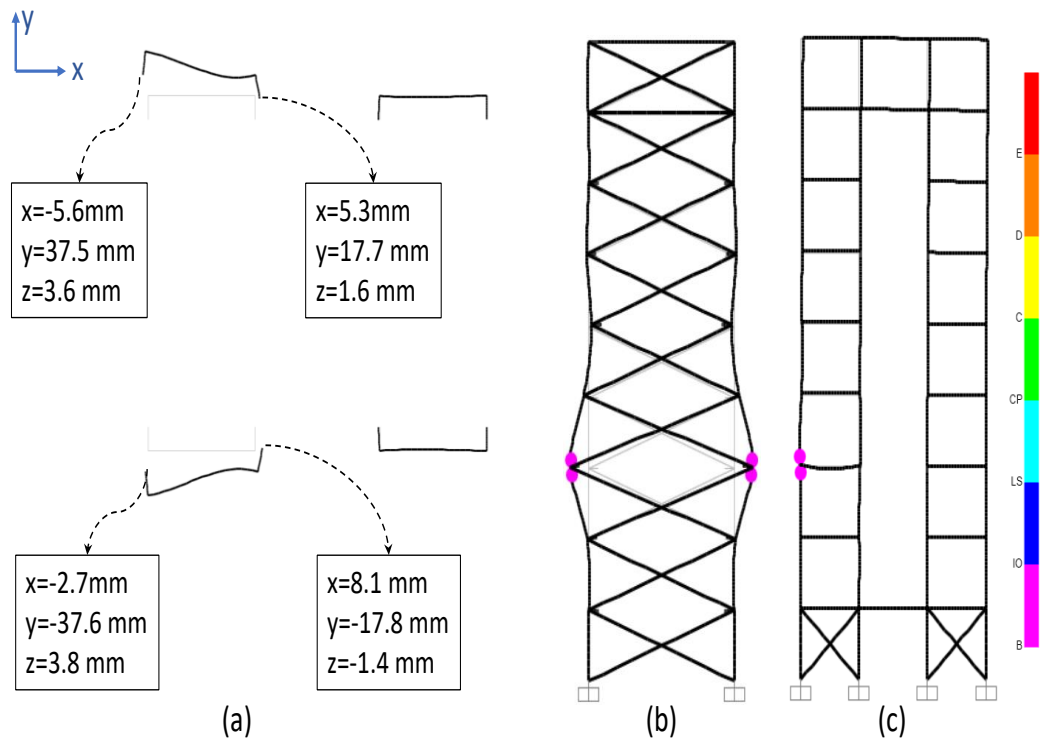 y
x
x=-5.6mm
y=37.5 mm
z=3.6 mm
x=5.3mm
y=17.7 mm
z=1.6 mm
x=-2.7mm
y=-37.6 mm
z=3.8 mm
x=8.1 mm
y=-17.8 mm
z=-1.4 mm
(a)
(b)
(c)
E
D
C
CP
LS
IO
B